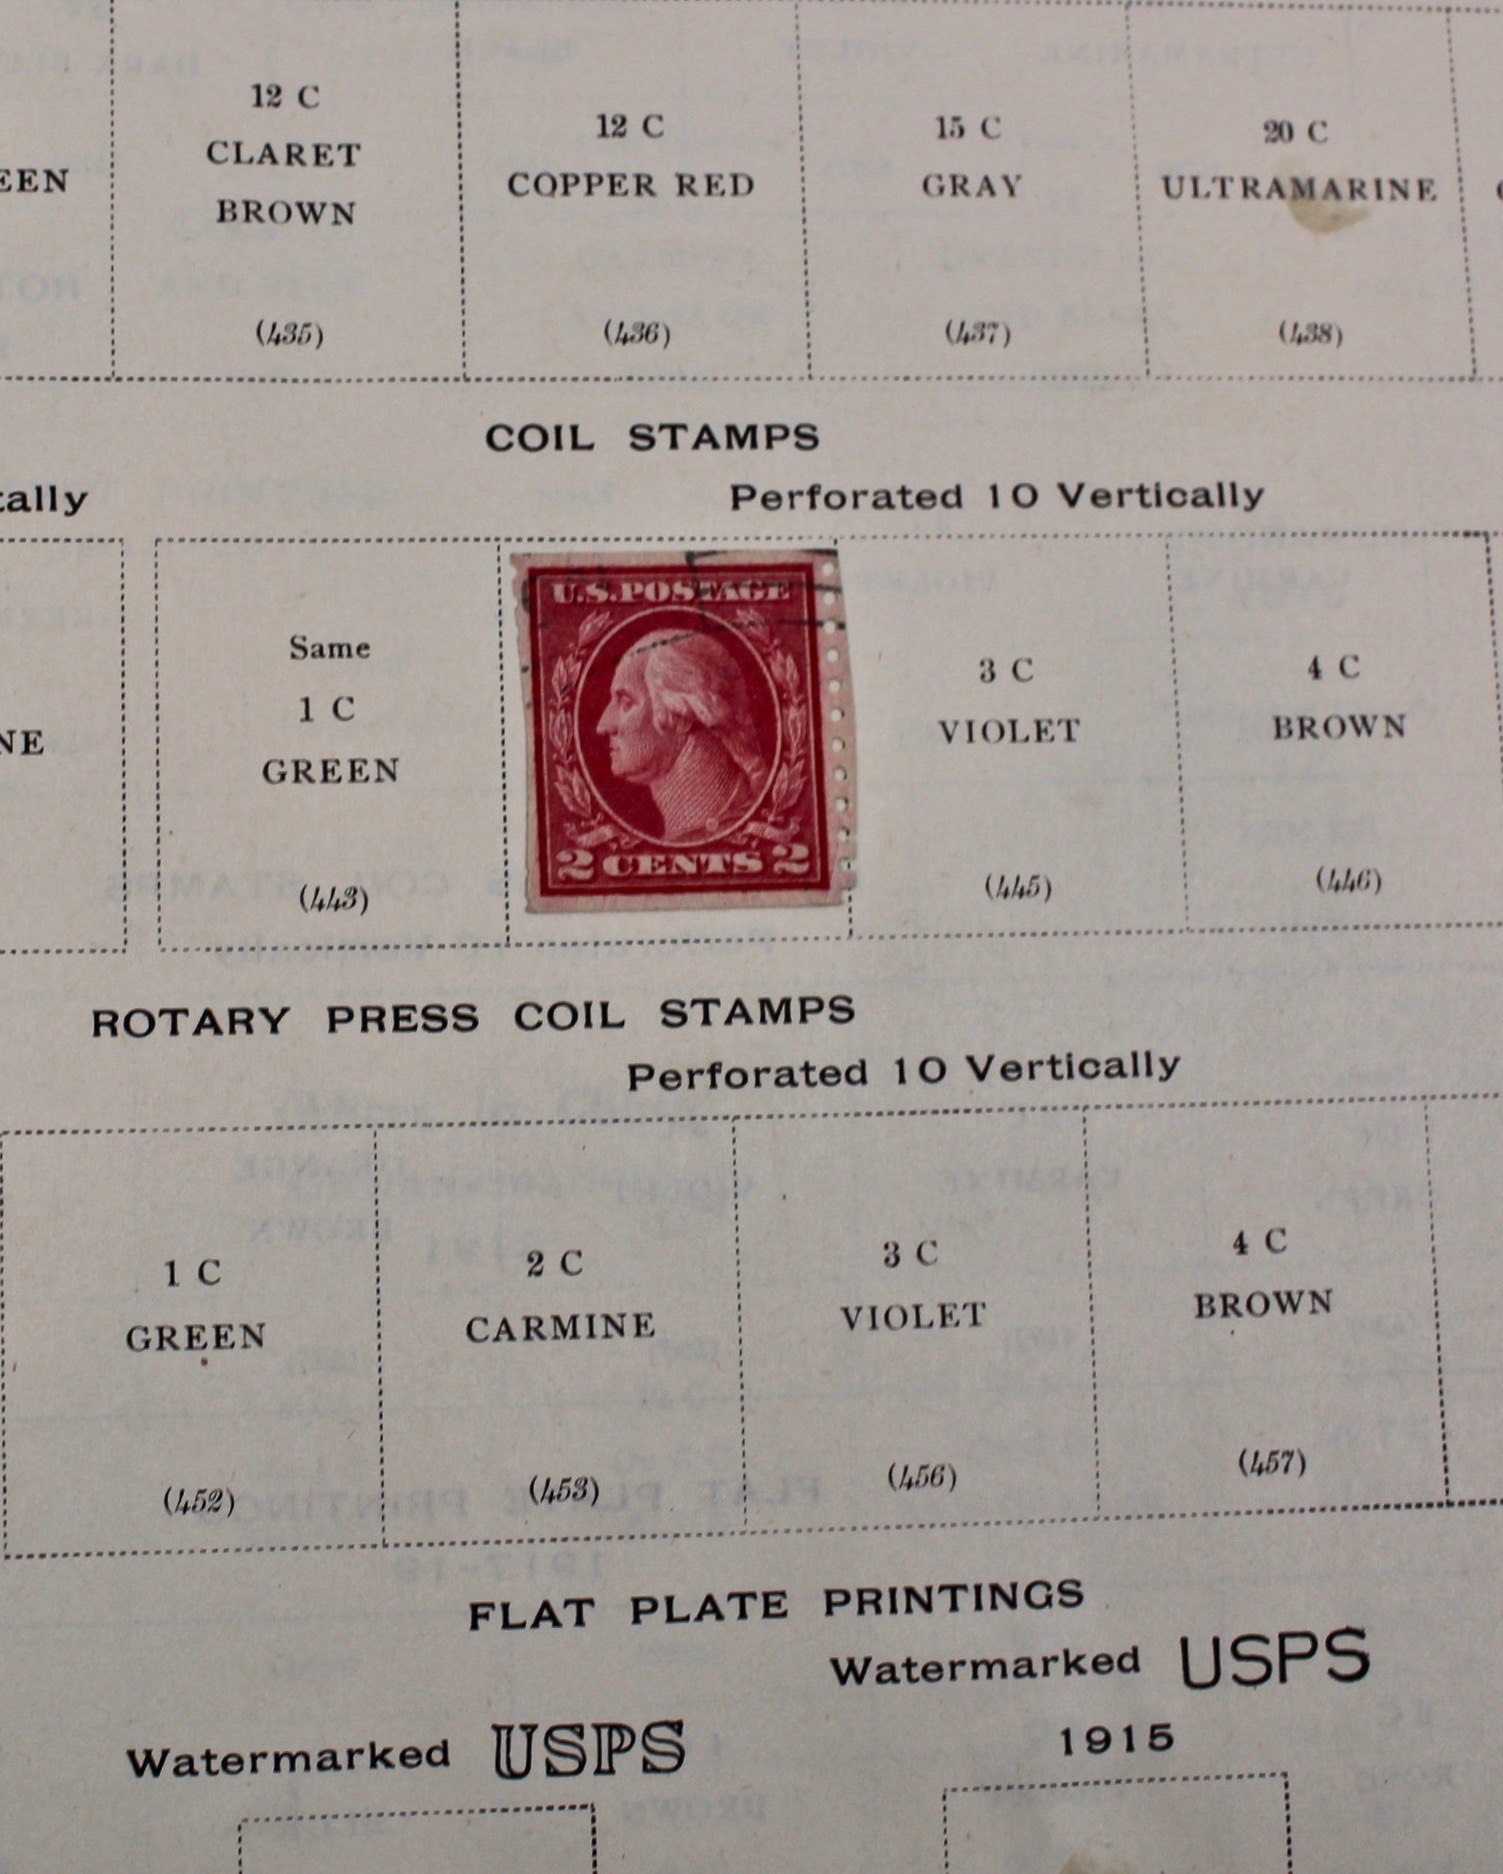 12 C
CLARET
BROWN
(435)
12 C
COPPER RED
(436)
15 C
GRAY
(437)
20 C
ULTRAMARINE
(438)
COIL STAMPS
Perforated 10 Vertically
Same
1 C
GREEN
(443)
U.S.POSTAGE
2 CENTS 2
3 C
VIOLET
(445)
4 C
BROWN
(446)
ROTARY PRESS COIL STAMPS
Perforated 10 Vertically
1 C
GREEN
(452)
2 C
CARMINE
(453)
3 C
VIOLET
(456)
4 C
BROWN
(457)
FLAT PLATE PRINTINGS
Watermarked USPS
1915
Watermarked USPS